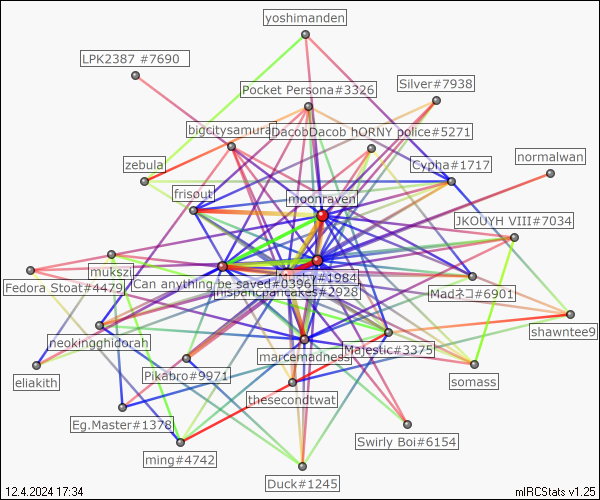 yoshimanden
LPK2387 #7690
Silver#7938
Pocket Persona#3326
bigcitysamurai
DacobDacob
hORNY police#5271
zebula
Cypha#1717
normalwan
frisout
moonraven
JKOUYH VIII#7034
muksz
Fedora Stoat#4479
Can anything be saved#0396
#1984
mispancpancakes#2928
Madネコ#6901
neokingghidorah
marcemadness
Majestic#3375
shawntee9
eliakith
Pikabro#9971
somass
thesecondtwat
Eg.Master#1378
Swirly Boi#6154
ming#4742
Duck#1245
12.4.2024 17:34
mIRCStats v1.25